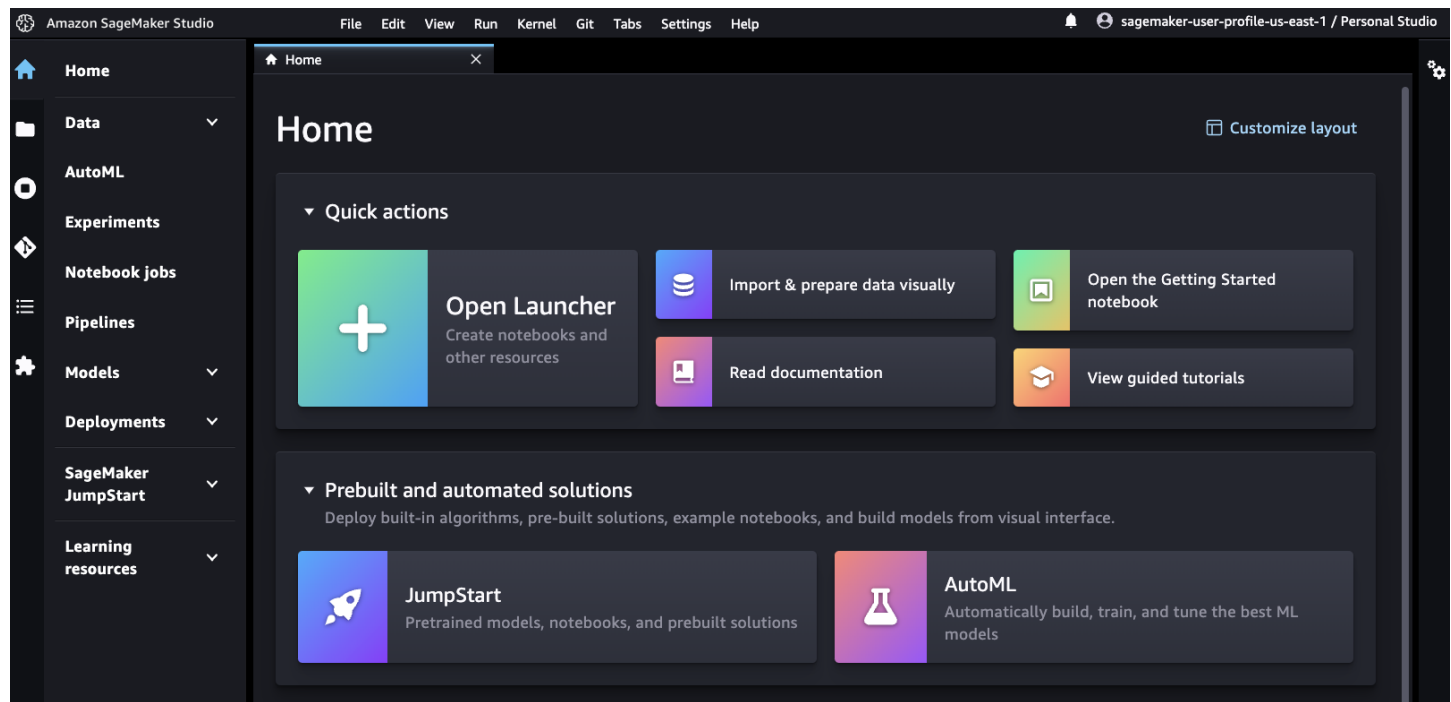 Amazon SageMaker Studio File Edit View Run Kernel Git Tabs Settings Help sagemaker-user-profile-us-east-1 / Personal Studio
Home
Data
AutoML
Experiments
Notebook jobs
Pipelines
Models
Deployments
SageMaker
JumpStart
Learning
resources
Home
Home
Customize layout
Quick actions
Open Launcher
Create notebooks and
other resources
Import & prepare data visually
Read documentation
Open the Getting Started
notebook
View guided tutorials
Prebuilt and automated solutions
Deploy built-in algorithms, pre-built solutions, example notebooks, and build models from visual interface.
JumpStart
Pretrained models, notebooks, and prebuilt solutions
AutoML
Automatically build, train, and tune the best ML
models